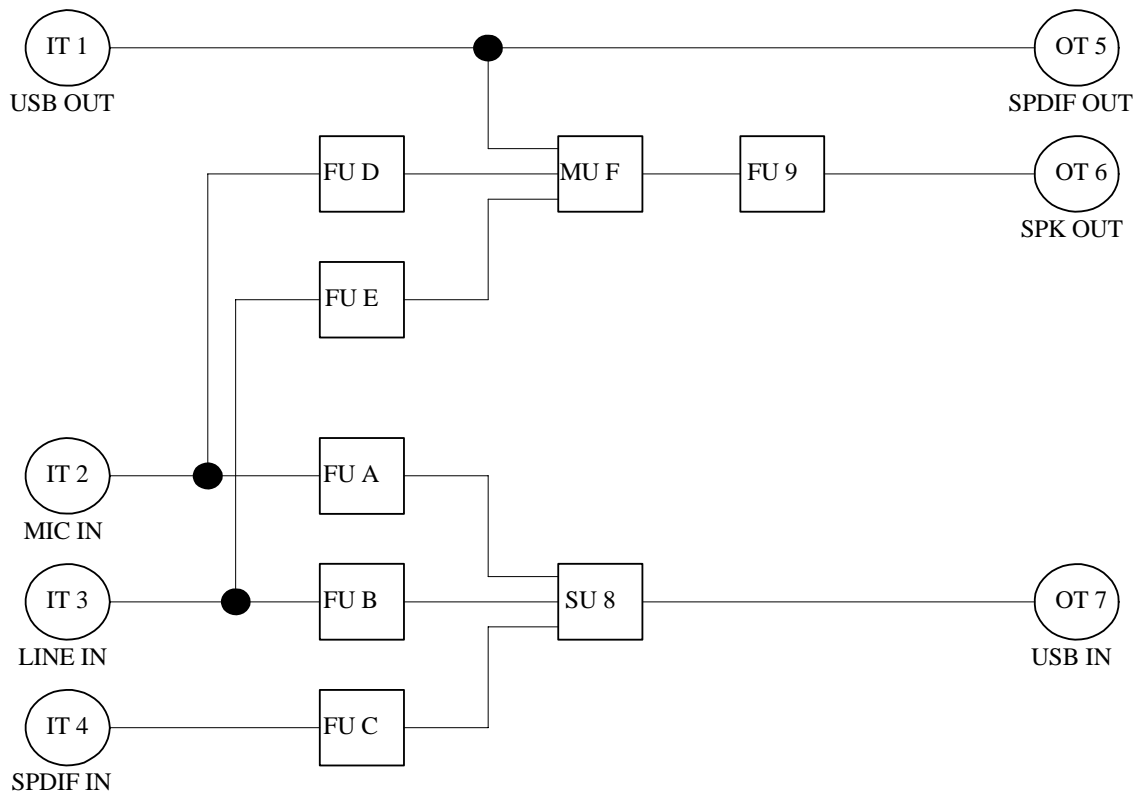 IT 1
OT 5
USB OUT
SPDIF OUT
FU D
MU F
FU 9
OT 6
SPK OUT
FU E
IT 2
FU A
MIC IN
IT 3
FU B
SU 8
OT 7
LINE IN
USB IN
IT 4
FU C
SPDIF IN